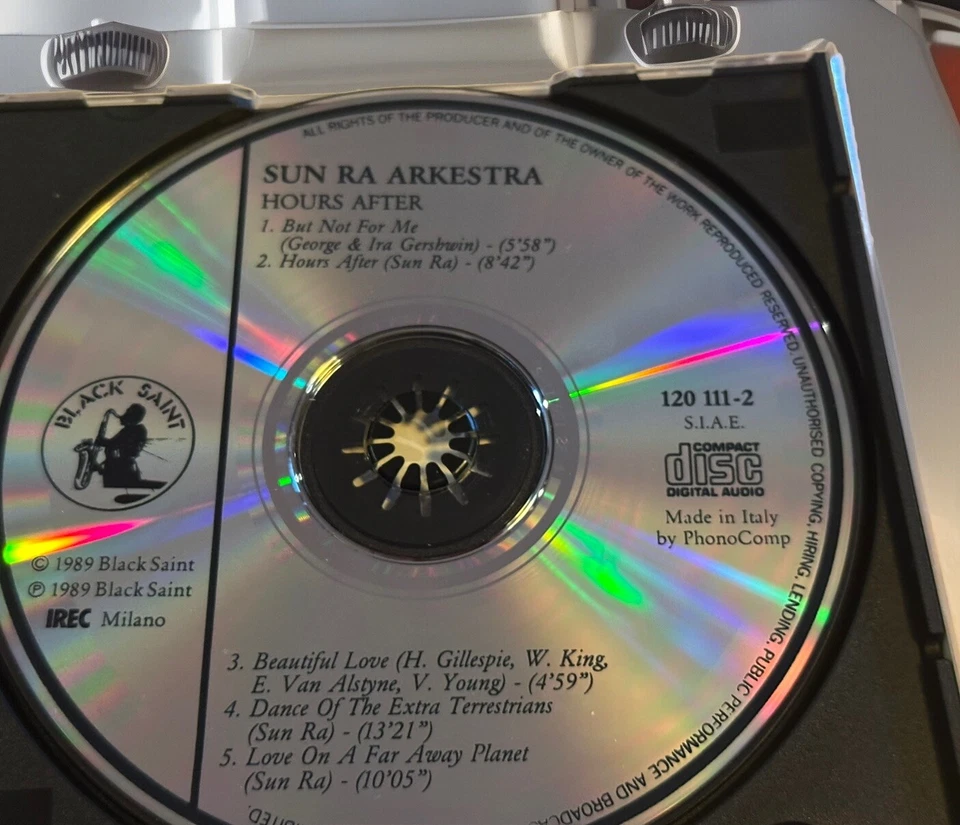 ALL RIGHTS OF THE PRODUCER AND OF THE OWNER OF THE WORK REPRODUCED RESERVED. UNAUTHORISED COPYING, HIRING, LENDING, PUBLIC PERFORMANCE AND BROADCAS
SUN RA ARKESTRA
HOURS AFTER
1. But Not For Me
(George & Ira Gershwin) - (5'58")
2. Hours After (Sun Ra) - (8'42")
BLACK SAINT
120 111-2
S.I.A.E.
COMPACT
disc
DIGITAL AUDIO
Made in Italy
by PhonoComp
© 1989 Black Saint
℗ 1989 Black Saint
IREC Milano
3. Beautiful Love (H. Gillespie, W. King,
E. Van Alstyne, V. Young) - (4'59")
4. Dance Of The Extra Terrestrians
(Sun Ra) - (13'21")
5. Love On A Far Away Planet
(Sun Ra) - (10'05")